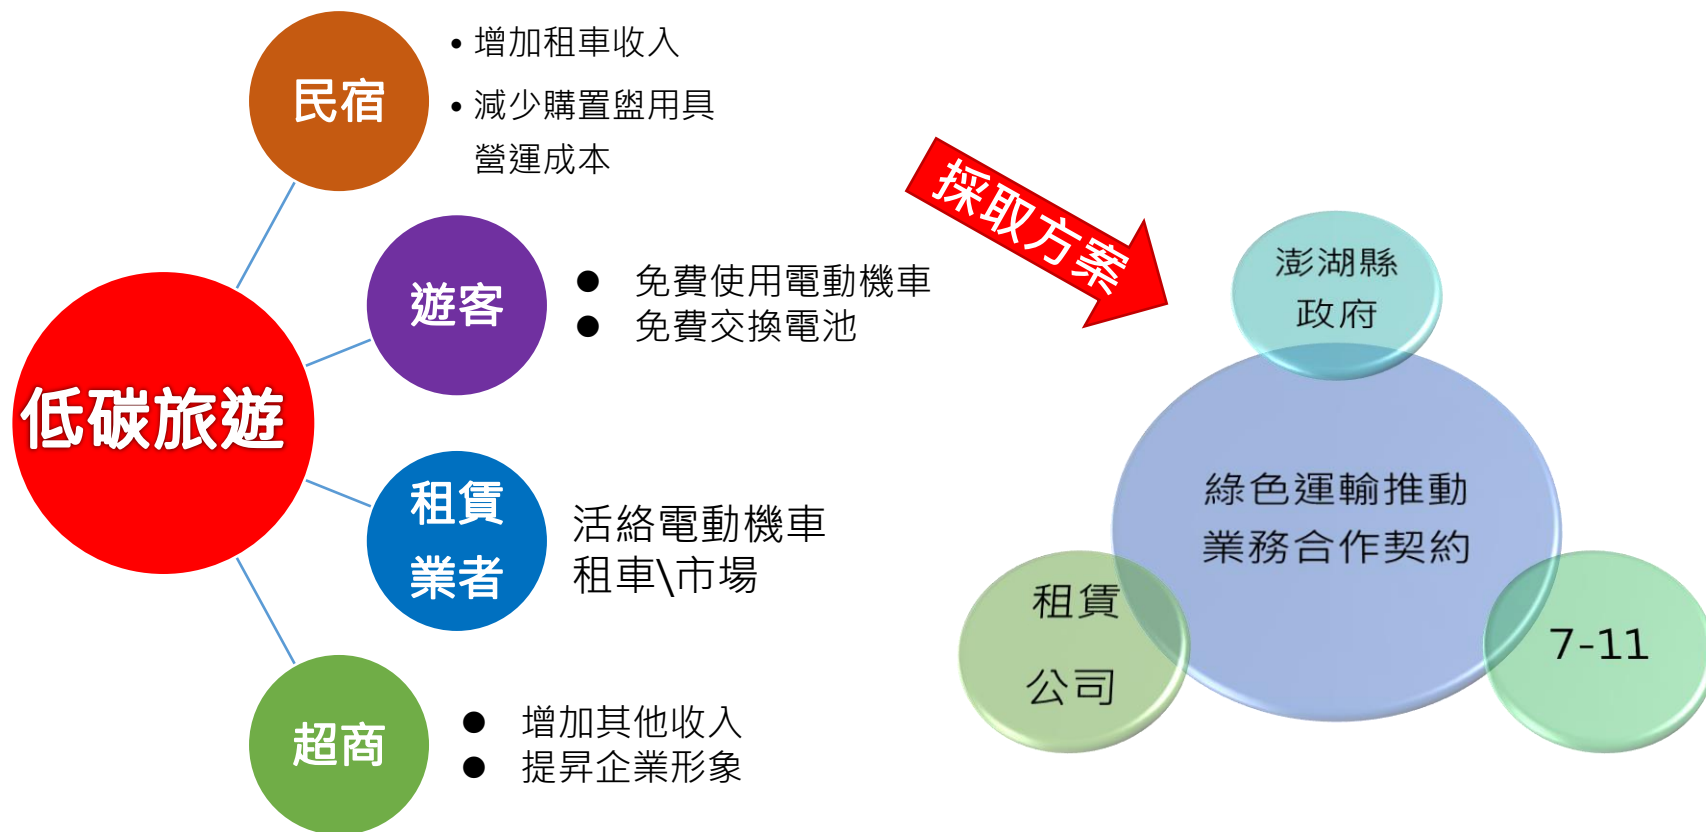 民宿
• 增加租車收入
• 減少購置盥用具
營運成本
遊客
● 免費使用電動機車
● 免費交換電池
低碳旅遊
租賃
業者
活絡電動機車
租車\市場
超商
● 增加其他收入
● 提昇企業形象
採取方案
澎湖縣
政府
綠色運輸推動
業務合作契約
租賃
公司
7-11